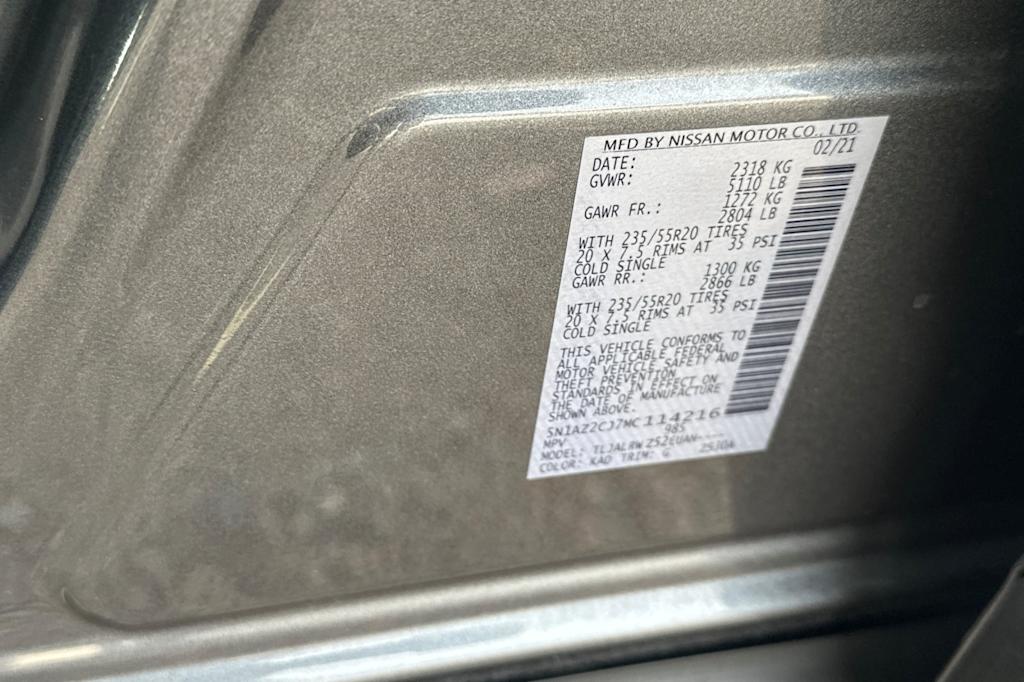 MFD BY NISSAN MOTOR CO., LTD.
DATE: 02/21
GVWR: 2318 KG
5110 LB
GAWR FR.: 1272 KG
2804 LB
WITH 235/55R20 TIRES
20 X 7.5 RIMS AT 35 PSI
COLD SINGLE
GAWR RR.: 1300 KG
2866 LB
WITH 235/55R20 TIRES
20 X 7.5 RIMS AT 35 PSI
COLD SINGLE
THIS VEHICLE CONFORMS TO
ALL APPLICABLE FEDERAL
MOTOR VEHICLE SAFETY AND
THEFT PREVENTION
STANDARDS IN EFFECT ON
THE DATE OF MANUFACTURE
SHOWN ABOVE.
5N1AZ2CJ7MC114216
MPV 985
MODEL: TLJALRW Z52EUAN----
COLOR: KAD TRIM: G